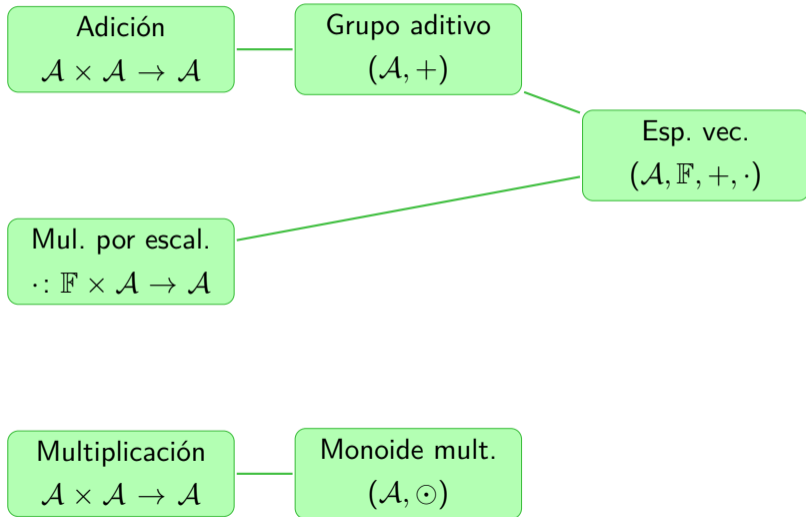 Adición
𝒜 × 𝒜 → 𝒜
Grupo aditivo
(𝒜, +)
Esp. vec.
(𝒜, 𝔽, +, ·)
Mul. por escal.
· : 𝔽 × 𝒜 → 𝒜
Multiplicación
𝒜 × 𝒜 → 𝒜
Monoide mult.
(𝒜, ⊙)